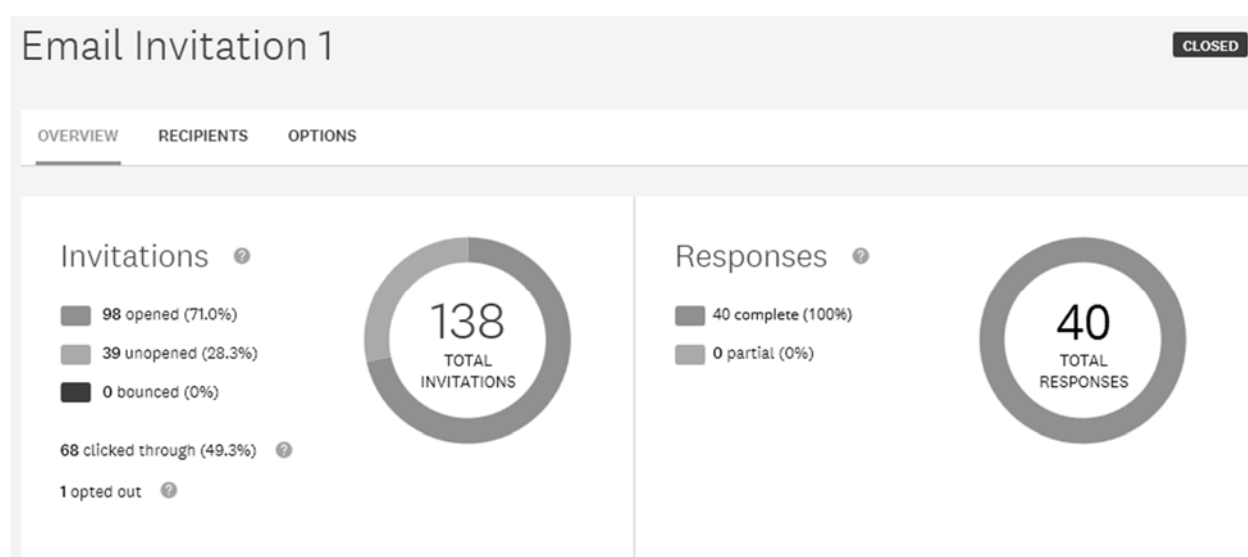 Email Invitation 1
CLOSED
OVERVIEW RECIPIENTS OPTIONS
Invitations ?
98 opened (71.0%)
39 unopened (28.3%)
0 bounced (0%)
68 clicked through (49.3%) ?
1 opted out ?
138
TOTAL
INVITATIONS
Responses ?
40 complete (100%)
0 partial (0%)
40
TOTAL
RESPONSES